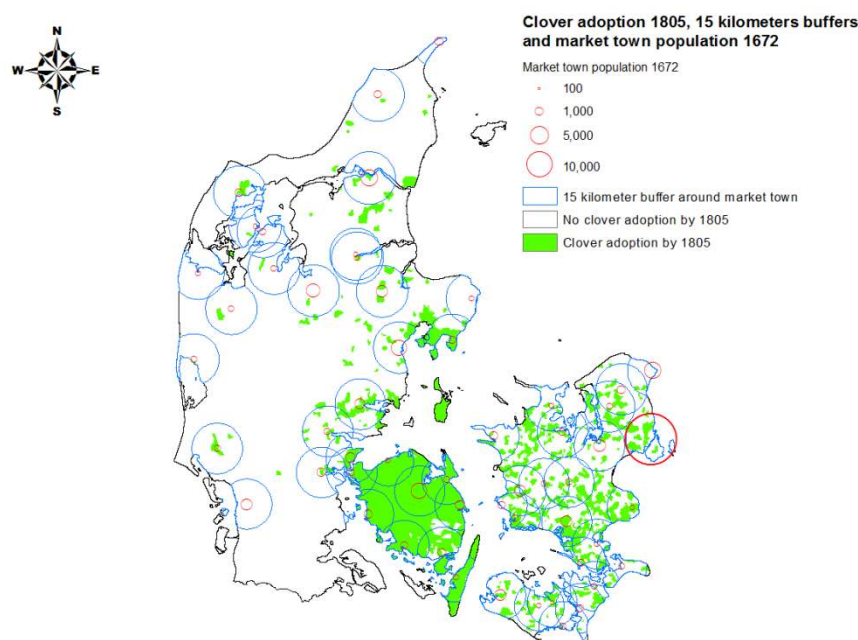 Clover adoption 1805, 15 kilometers buffers
and market town population 1672
N
W E
S
Market town population 1672
100
1,000
5,000
10,000
15 kilometer buffer around market town
No clover adoption by 1805
Clover adoption by 1805